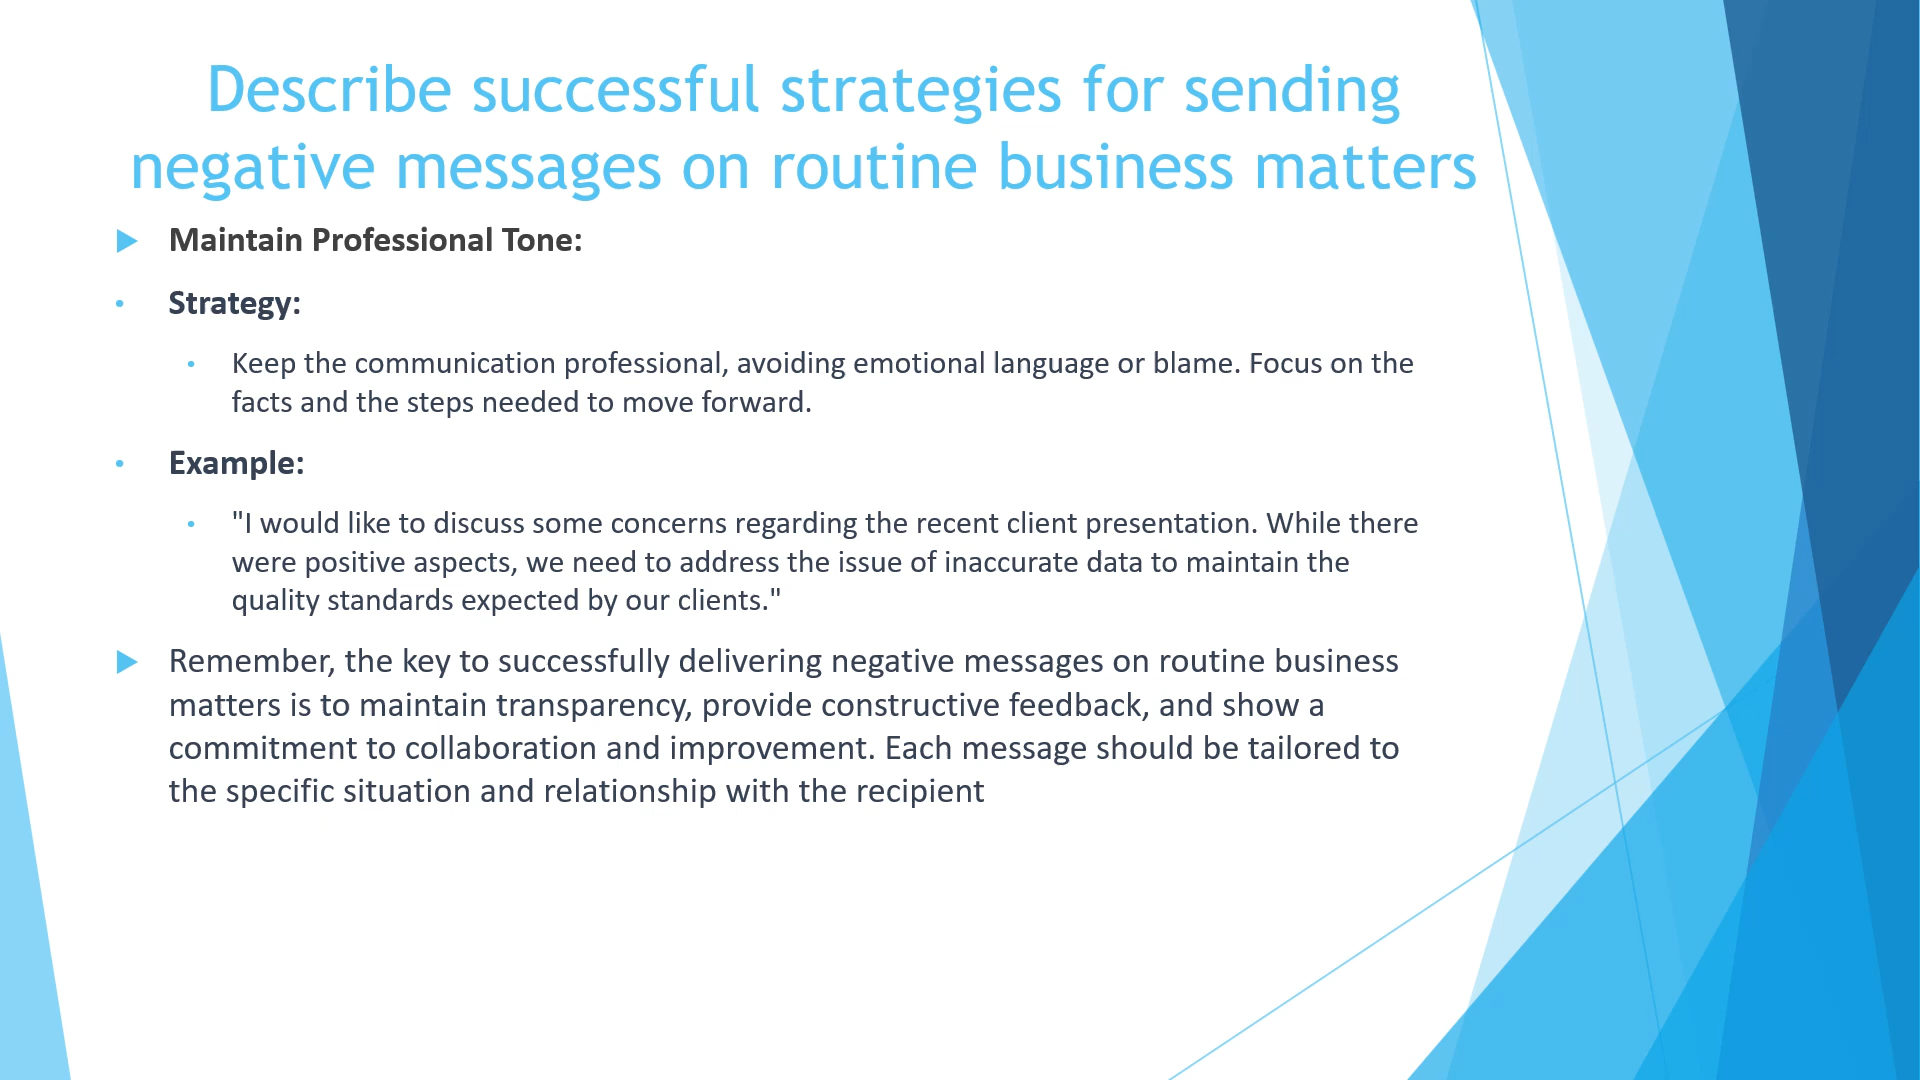 Describe successful strategies for sending
negative messages on routine business matters
Maintain Professional Tone:
Strategy:
Keep the communication professional, avoiding emotional language or blame. Focus on the
facts and the steps needed to move forward.
Example:
"I would like to discuss some concerns regarding the recent client presentation. While there
were positive aspects, we need to address the issue of inaccurate data to maintain the
quality standards expected by our clients."
Remember, the key to successfully delivering negative messages on routine business
matters is to maintain transparency, provide constructive feedback, and show a
commitment to collaboration and improvement. Each message should be tailored to
the specific situation and relationship with the recipient